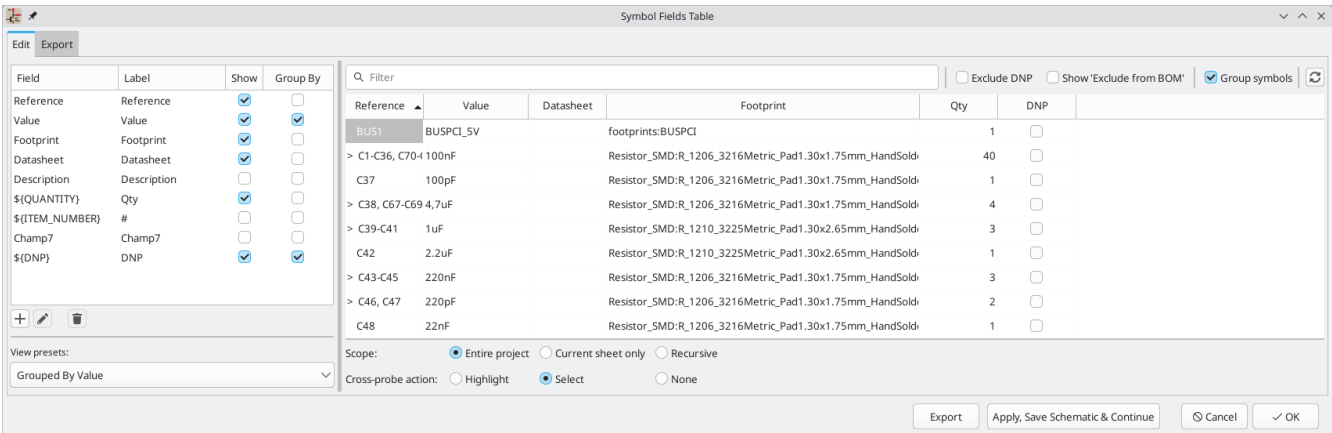 Symbol Fields Table
Edit Export
Field Label Show Group By
Reference Reference
Value Value
Footprint Footprint
Datasheet Datasheet
Description Description
${QUANTITY} Qty
${ITEM_NUMBER} #
Champ7 Champ7
${DNP} DNP
View presets:
Grouped By Value
Filter Exclude DNP Show 'Exclude from BOM' Group symbols
Reference Value Datasheet Footprint Qty DNP
BUS1 BUSPCI_5V footprints:BUSPCI 1
> C1-C36, C70-( 100nF Resistor_SMD:R_1206_3216Metric_Pad1.30x1.75mm_HandSold 40
C37 100pF Resistor_SMD:R_1206_3216Metric_Pad1.30x1.75mm_HandSold 1
> C38, C67-C69 4,7uF Resistor_SMD:R_1206_3216Metric_Pad1.30x1.75mm_HandSold 4
> C39-C41 1uF Resistor_SMD:R_1210_3225Metric_Pad1.30x2.65mm_HandSold 3
C42 2.2uF Resistor_SMD:R_1210_3225Metric_Pad1.30x2.65mm_HandSold 1
> C43-C45 220nF Resistor_SMD:R_1206_3216Metric_Pad1.30x1.75mm_HandSold 3
> C46, C47 220pF Resistor_SMD:R_1206_3216Metric_Pad1.30x1.75mm_HandSold 2
C48 22nF Resistor_SMD:R_1206_3216Metric_Pad1.30x1.75mm_HandSold 1
Scope: Entire project Current sheet only Recursive
Cross-probe action: Highlight Select None
Export Apply, Save Schematic & Continue Cancel OK